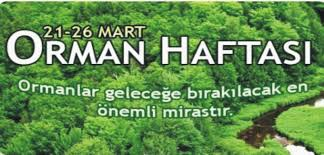 21-26 MART
ORMAN HAFTASI
Ormanlar geleceğe bırakılacak en
önemli mirastır.